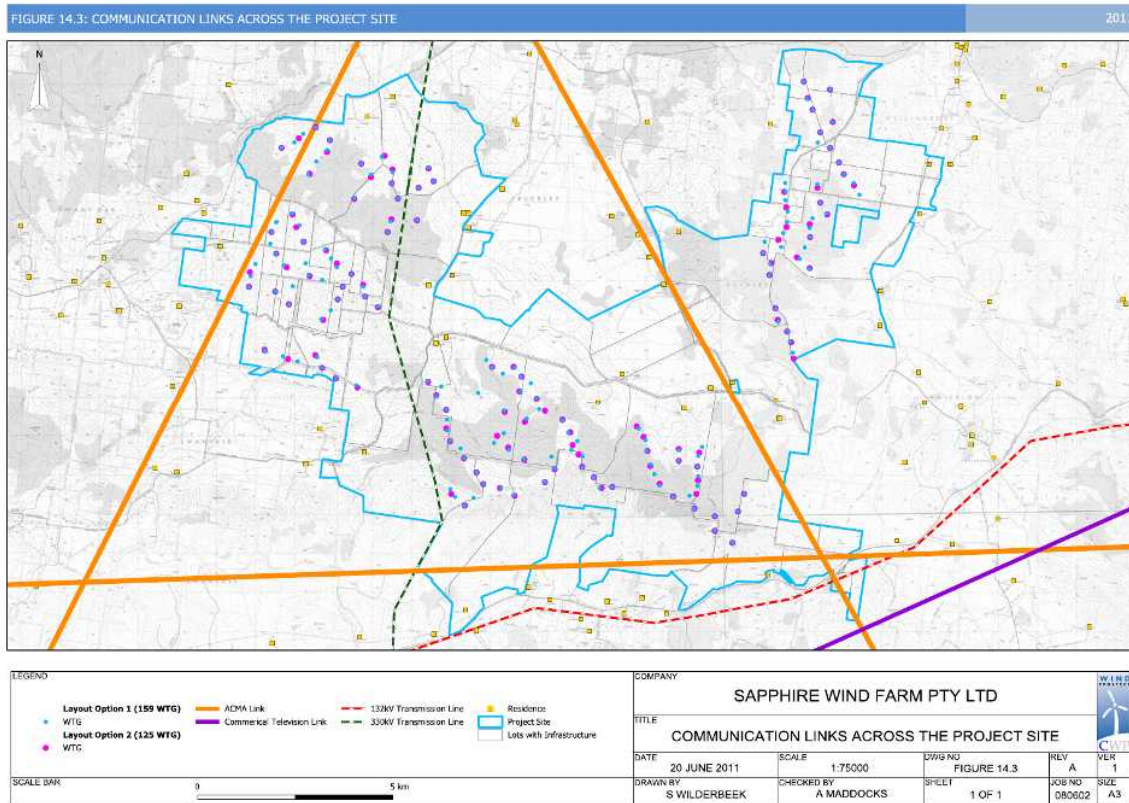 FIGURE 14.3: COMMUNICATION LINKS ACROSS THE PROJECT SITE
201
N
LEGEND
Layout Option 1 (159 WTG)
WTG
Layout Option 2 (125 WTG)
WTG
ACMA Link
Commerical Television Link
132kV Transmission Line
330kV Transmission Line
Residence
Project Site
Lots with Infrastructure
SCALE BAR
0
5 km
COMPANY
SAPPHIRE WIND FARM PTY LTD
TITLE
COMMUNICATION LINKS ACROSS THE PROJECT SITE
DATE
20 JUNE 2011
SCALE
1:75000
DWG NO
FIGURE 14.3
REV
A
VER
1
DRAWN BY
S WILDERBEEK
CHECKED BY
A MADDOCKS
SHEET
1 OF 1
JOB NO
080602
SIZE
A3
WIND
CWP